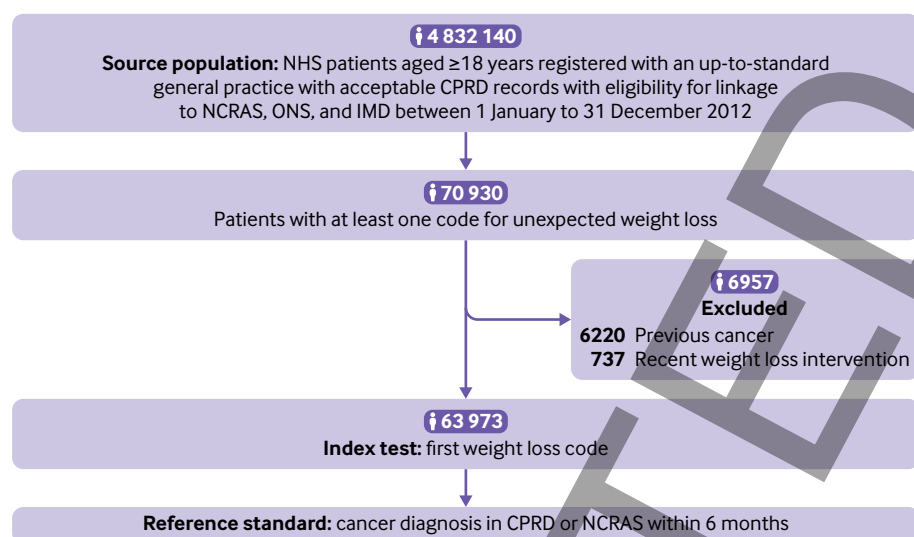 4 832 140
Source population: NHS patients aged ≥18 years registered with an up-to-standard
general practice with acceptable CPRD records with eligibility for linkage
to NCRAS, ONS, and IMD between 1 January to 31 December 2012
70 930
Patients with at least one code for unexpected weight loss
6957
Excluded
6220 Previous cancer
737 Recent weight loss intervention
63 973
Index test: first weight loss code
Reference standard: cancer diagnosis in CPRD or NCRAS within 6 months
TED